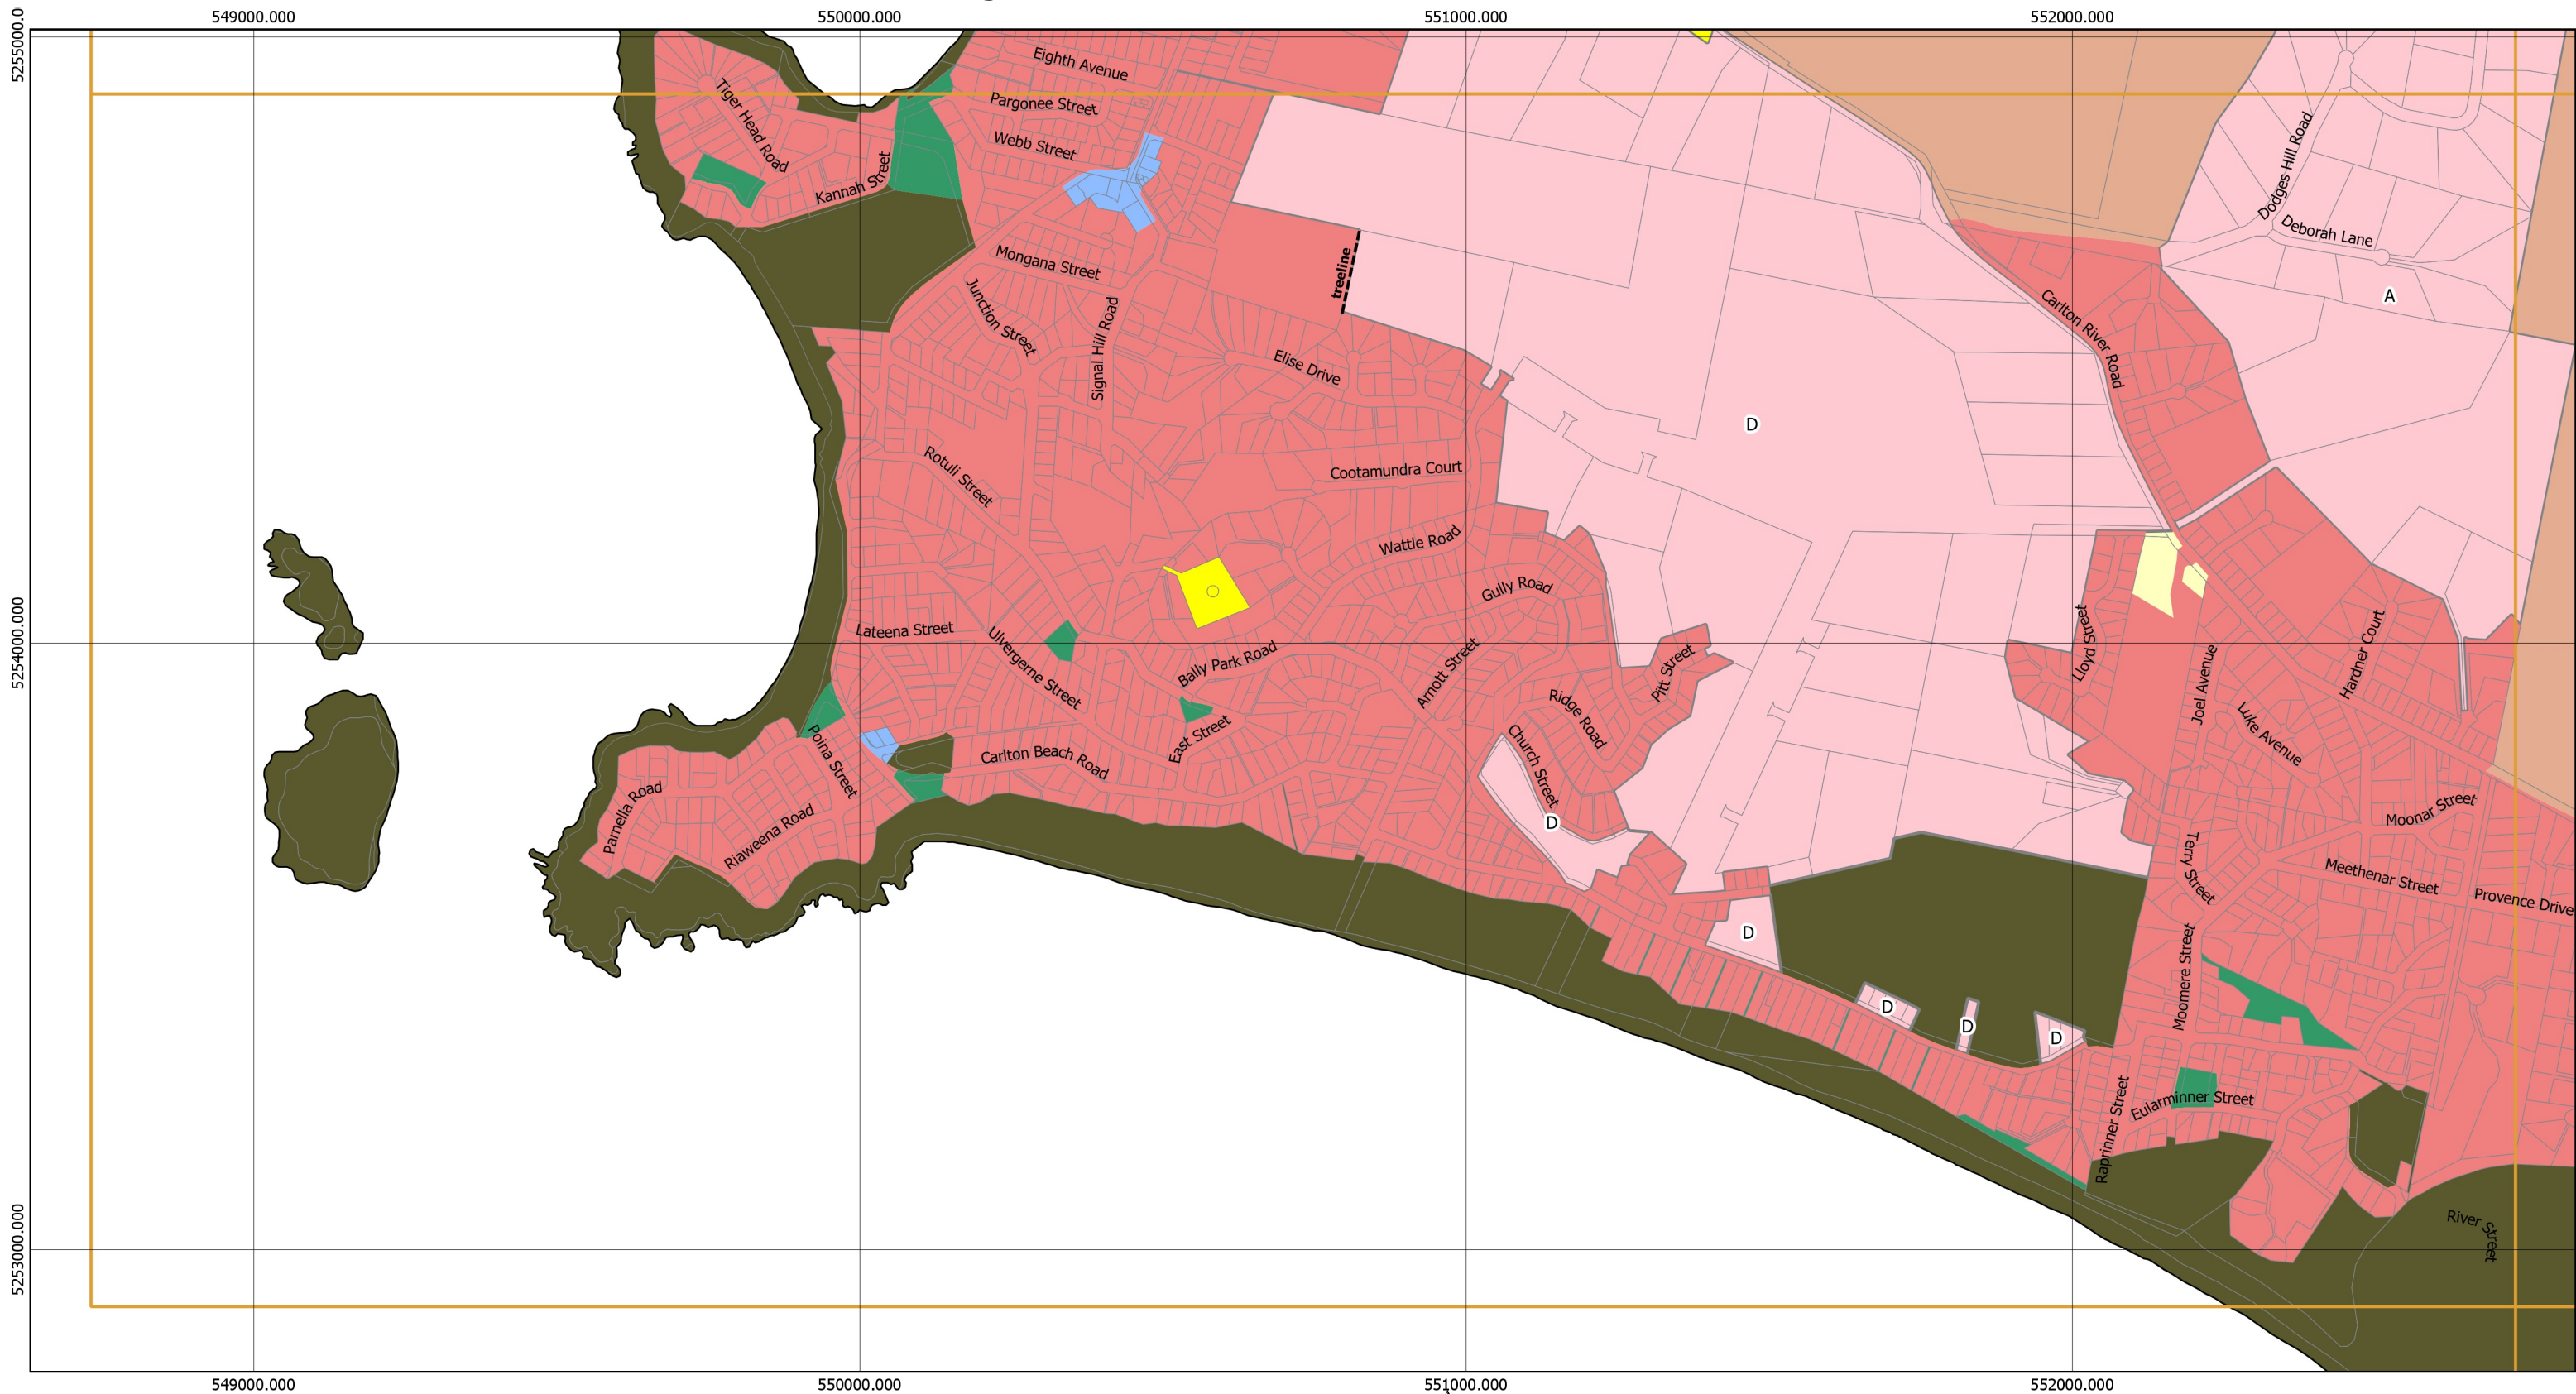 549000.000
550000.000
551000.000
552000.000
5255000.0
Eighth Avenue
Tiger Head Road
Pargonee Street
Webb Street
Kannah Street
Dodges Hill Road
Deborah Lane
Mongana Street
treeline
A
Junction Street
Signal Hill Road
Carlton River Road
Elise Drive
D
Rotuli Street
Cootamundra Court
Wattle Road
Gully Road
5254000.000
Lateena Street
Ulvergerne Street
Bally Park Road
Arnott Street
Pitt Street
Lloyd Street
Joel Avenue
Hardner Court
Ridge Road
Luke Avenue
East Street
Church Street
Poina Street
Carlton Beach Road
Parnella Road
Riaweena Road
D
Moonar Street
Terry Street
Meethenar Street
Provence Drive
D
Moomere Street
D
D
D
Raprinner Street
Eularminner Street
River Street
5253000.000
549000.000
550000.000
551000.000
552000.000